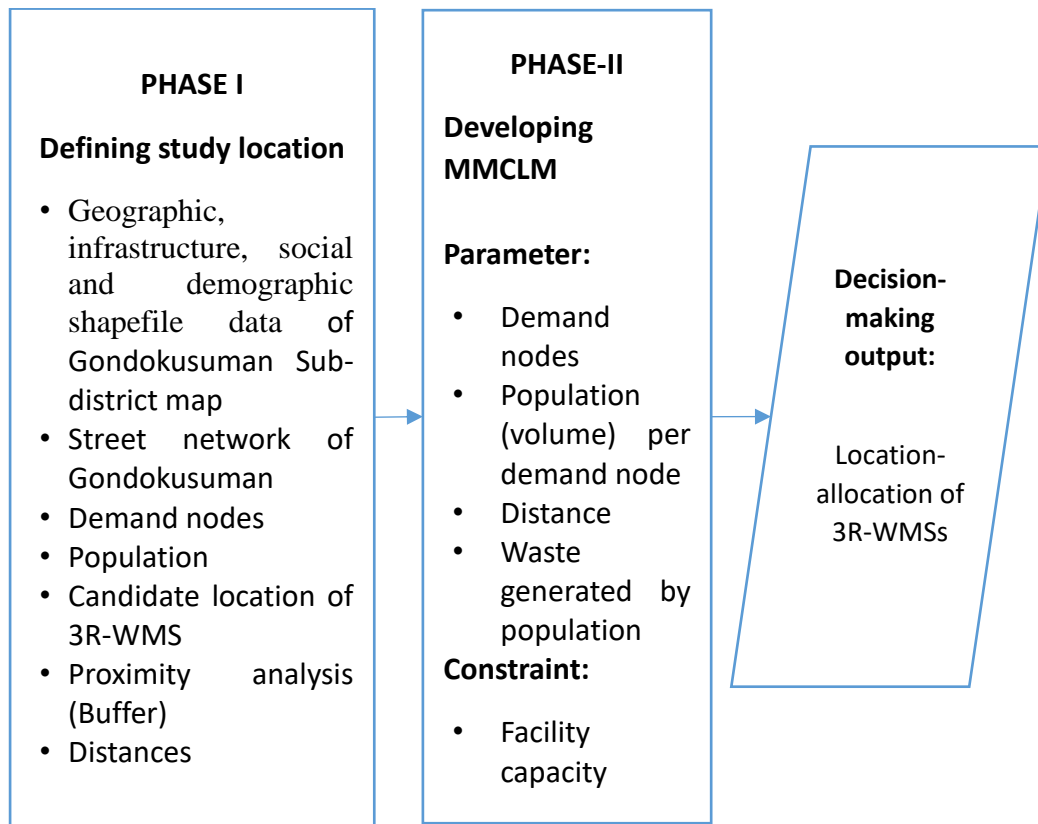 PHASE I
Defining study location
• Geographic,
infrastructure, social
and demographic
shapefile data of
Gondokusuman Sub-
district map
• Street network of
Gondokusuman
• Demand nodes
• Population
• Candidate location of
3R-WMS
• Proximity analysis
(Buffer)
• Distances
PHASE-II
Developing
MMCLM
Parameter:
• Demand
nodes
• Population
(volume) per
demand node
• Distance
• Waste
generated by
population
Constraint:
• Facility
capacity
Decision-
making
output:
Location-
allocation of
3R-WMSs